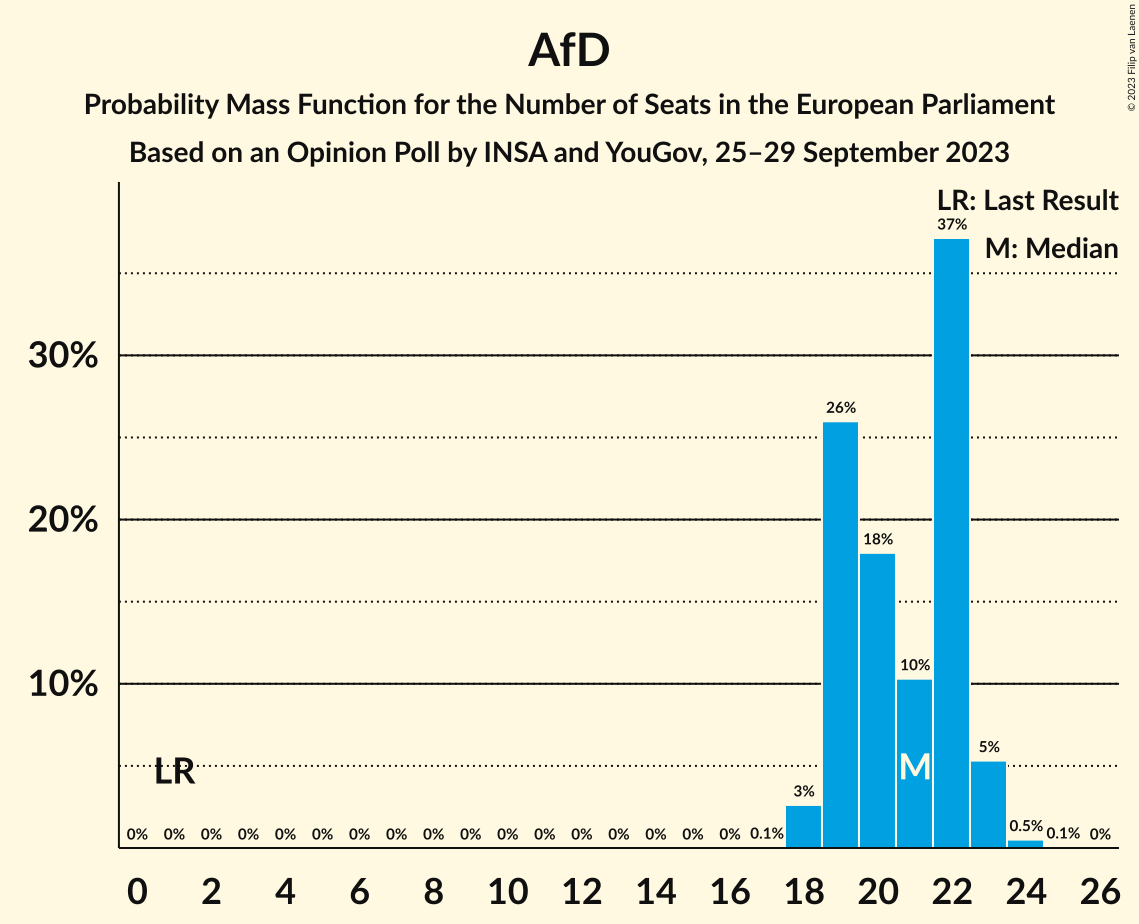 AfD
Probability Mass Function for the Number of Seats in the European Parliament
Based on an Opinion Poll by INSA and YouGov, 25–29 September 2023
© 2023 Filip van Laenen
LR: Last Result
M: Median
37%
30%
26%
20%
18%
10%
10%
5%
LR
M
3%
0% 0% 0% 0% 0% 0% 0% 0% 0% 0% 0% 0% 0% 0% 0% 0% 0% 0.1% 0.5% 0.1% 0%
0 2 4 6 8 10 12 14 16 18 20 22 24 26